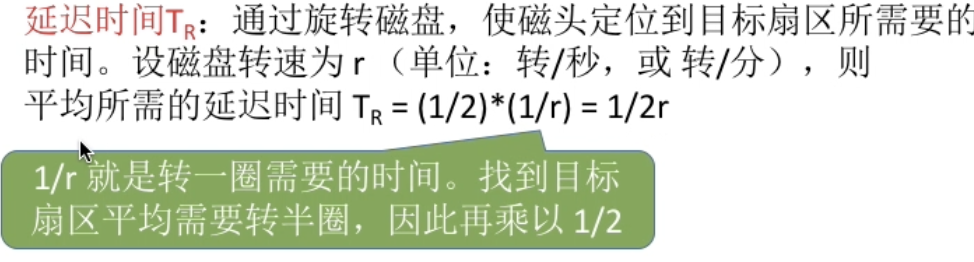 延迟时间TR：通过旋转磁盘，使磁头定位到目标扇区所需要的
时间。设磁盘转速为 r （单位：转/秒，或 转/分），则
平均所需的延迟时间 TR = (1/2)*(1/r) = 1/2r
1/r 就是转一圈需要的时间。找到目标
扇区平均需要转半圈，因此再乘以 1/2